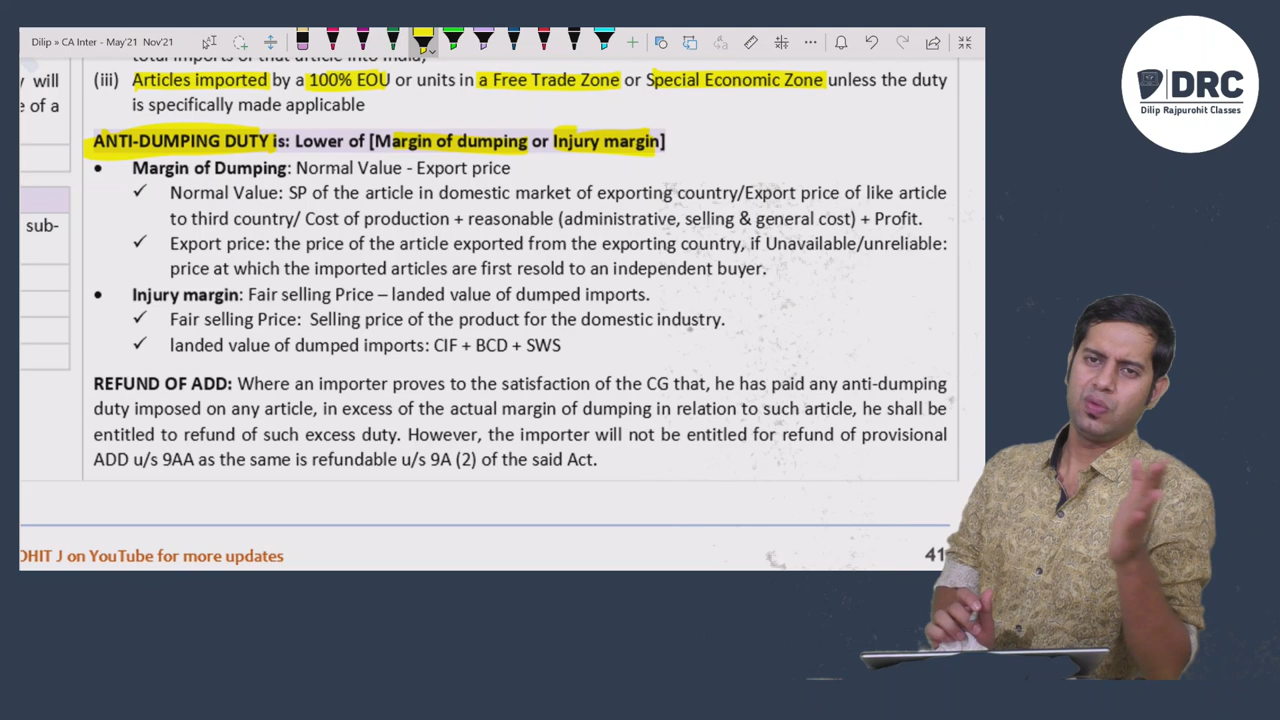 Dilip » CA Inter - May'21 Nov'21
DRC
Dilip Rajpurohit Classes
will
e of a
sub-
(iii) Articles imported by a 100% EOU or units in a Free Trade Zone or Special Economic Zone unless the duty
is specifically made applicable
ANTI-DUMPING DUTY is: Lower of [Margin of dumping or Injury margin]
• Margin of Dumping: Normal Value - Export price
✓ Normal Value: SP of the article in domestic market of exporting country/Export price of like article
to third country/ Cost of production + reasonable (administrative, selling & general cost) + Profit.
✓ Export price: the price of the article exported from the exporting country, if Unavailable/unreliable:
price at which the imported articles are first resold to an independent buyer.
• Injury margin: Fair selling Price – landed value of dumped imports.
✓ Fair selling Price: Selling price of the product for the domestic industry.
✓ landed value of dumped imports: CIF + BCD + SWS
REFUND OF ADD: Where an importer proves to the satisfaction of the CG that, he has paid any anti-dumping
duty imposed on any article, in excess of the actual margin of dumping in relation to such article, he shall be
entitled to refund of such excess duty. However, the importer will not be entitled for refund of provisional
ADD u/s 9AA as the same is refundable u/s 9A (2) of the said Act.
OHIT J on YouTube for more updates
41